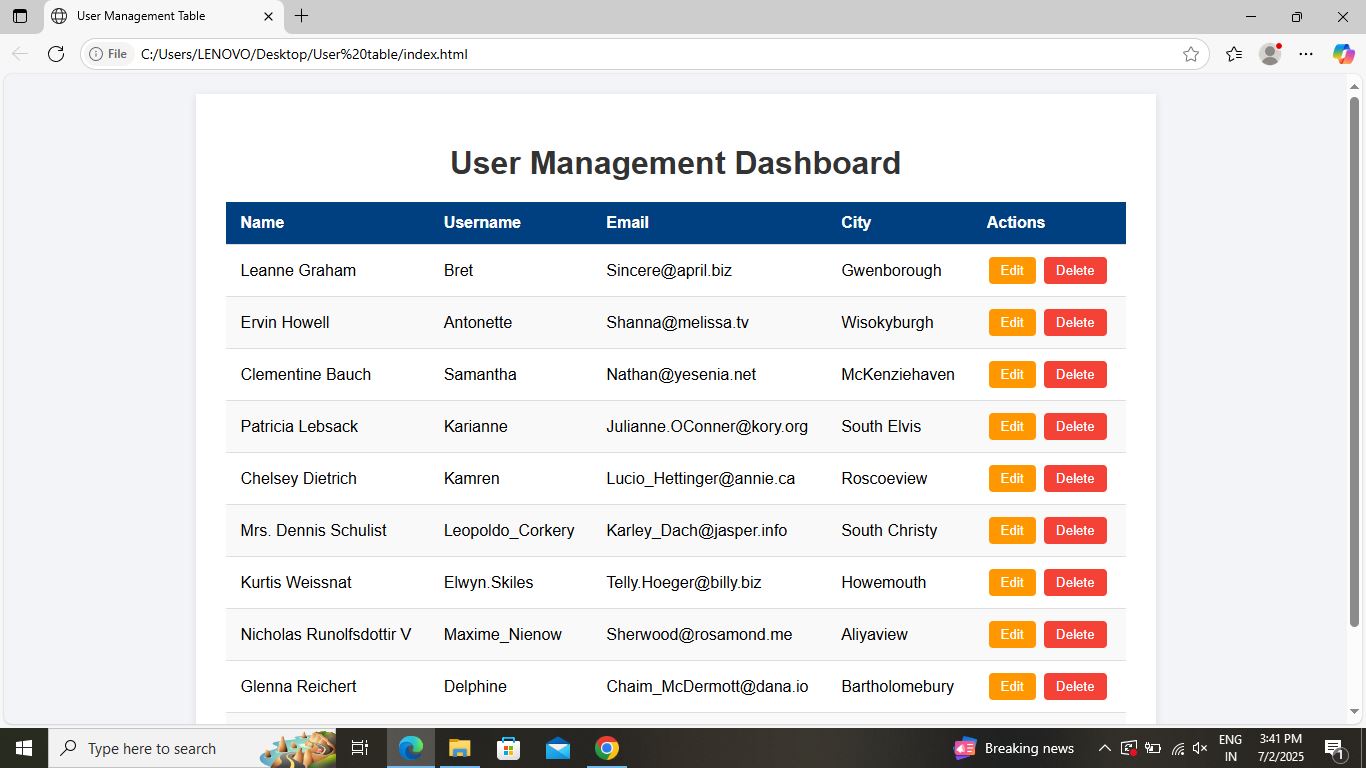 User Management Table
File C:/Users/LENOVO/Desktop/User%20table/index.html
User Management Dashboard
Name Username Email City Actions
Leanne Graham Bret Sincere@april.biz Gwenborough Edit Delete
Ervin Howell Antonette Shanna@melissa.tv Wisokyburgh Edit Delete
Clementine Bauch Samantha Nathan@yesenia.net McKenziehaven Edit Delete
Patricia Lebsack Karianne Julianne.OConner@kory.org South Elvis Edit Delete
Chelsey Dietrich Kamren Lucio_Hettinger@annie.ca Roscoeview Edit Delete
Mrs. Dennis Schulist Leopoldo_Corkery Karley_Dach@jasper.info South Christy Edit Delete
Kurtis Weissnat Elwyn.Skiles Telly.Hoeger@billy.biz Howemouth Edit Delete
Nicholas Runolfsdottir V Maxime_Nienow Sherwood@rosamond.me Aliyaview Edit Delete
Glenna Reichert Delphine Chaim_McDermott@dana.io Bartholomebury Edit Delete
Type here to search Breaking news ENG 3:41 PM
IN 7/2/2025 1